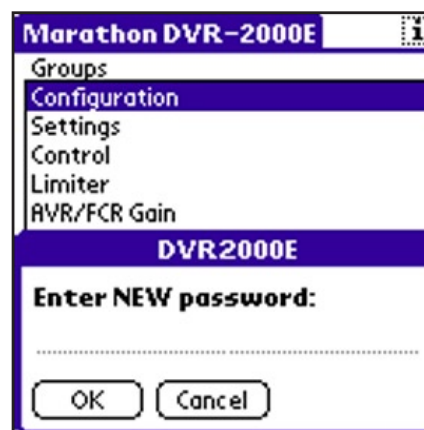 Marathon DVR-2000E i
Groups
Configuration
Settings
Control
Limiter
AVR/FCR Gain
DVR2000E
Enter NEW password:
OK Cancel